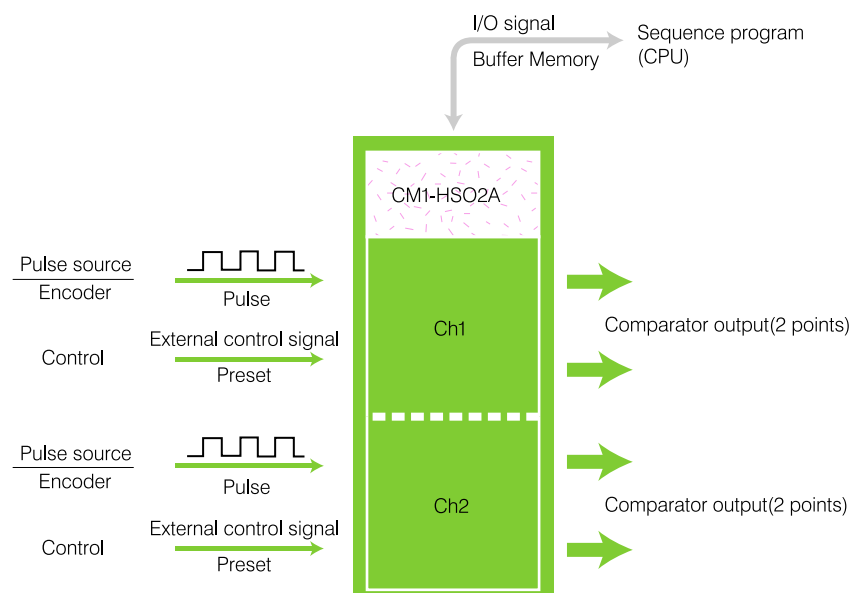 I/O signal
Buffer Memory
Sequence program
(CPU)
CM1-HSO2A
Pulse source
Encoder
Pulse
External control signal
Control
Preset
Ch1
Comparator output(2 points)
Pulse source
Encoder
Pulse
External control signal
Control
Preset
Ch2
Comparator output(2 points)